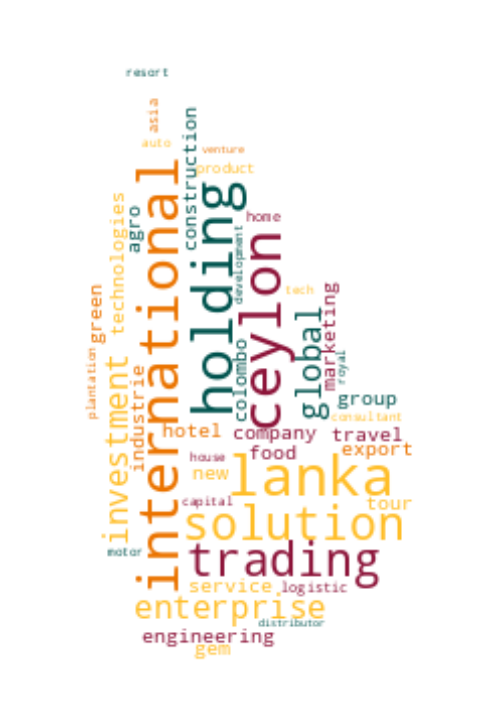 resort
asia
auto
venture
construction
product
international
holding
technologies
agro
home
development
ceylon
tech
green
marketing
global
colombo
royal
plantation
investment
industrie
group
consultant
hotel
company
travel
food
export
house
new
lanka
capital
tour
solution
motor
trading
service
logistic
enterprise
distributor
engineering
gem